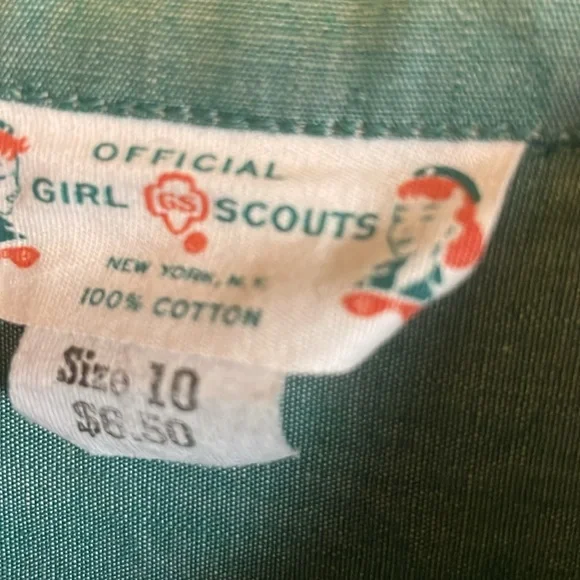 OFFICIAL
GIRL GS SCOUTS
NEW YORK, N.Y.
100% COTTON
Size 10
$6.50